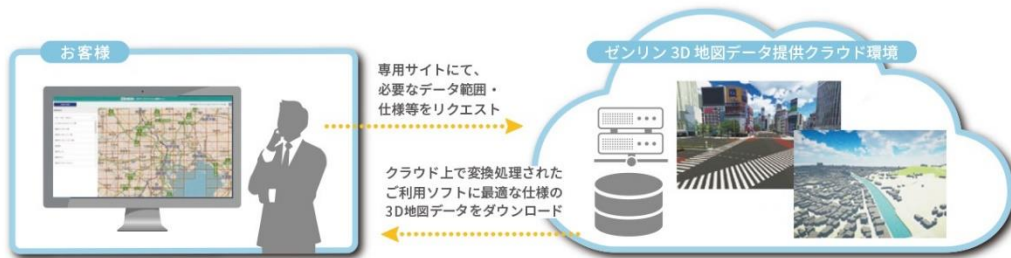 お客様
専用サイトにて、
必要なデータ範囲・
仕様等をリクエスト
クラウド上で変換処理された
ご利用ソフトに最適な仕様の
3D地図データをダウンロード
ゼンリン 3D 地図データ提供クラウド環境